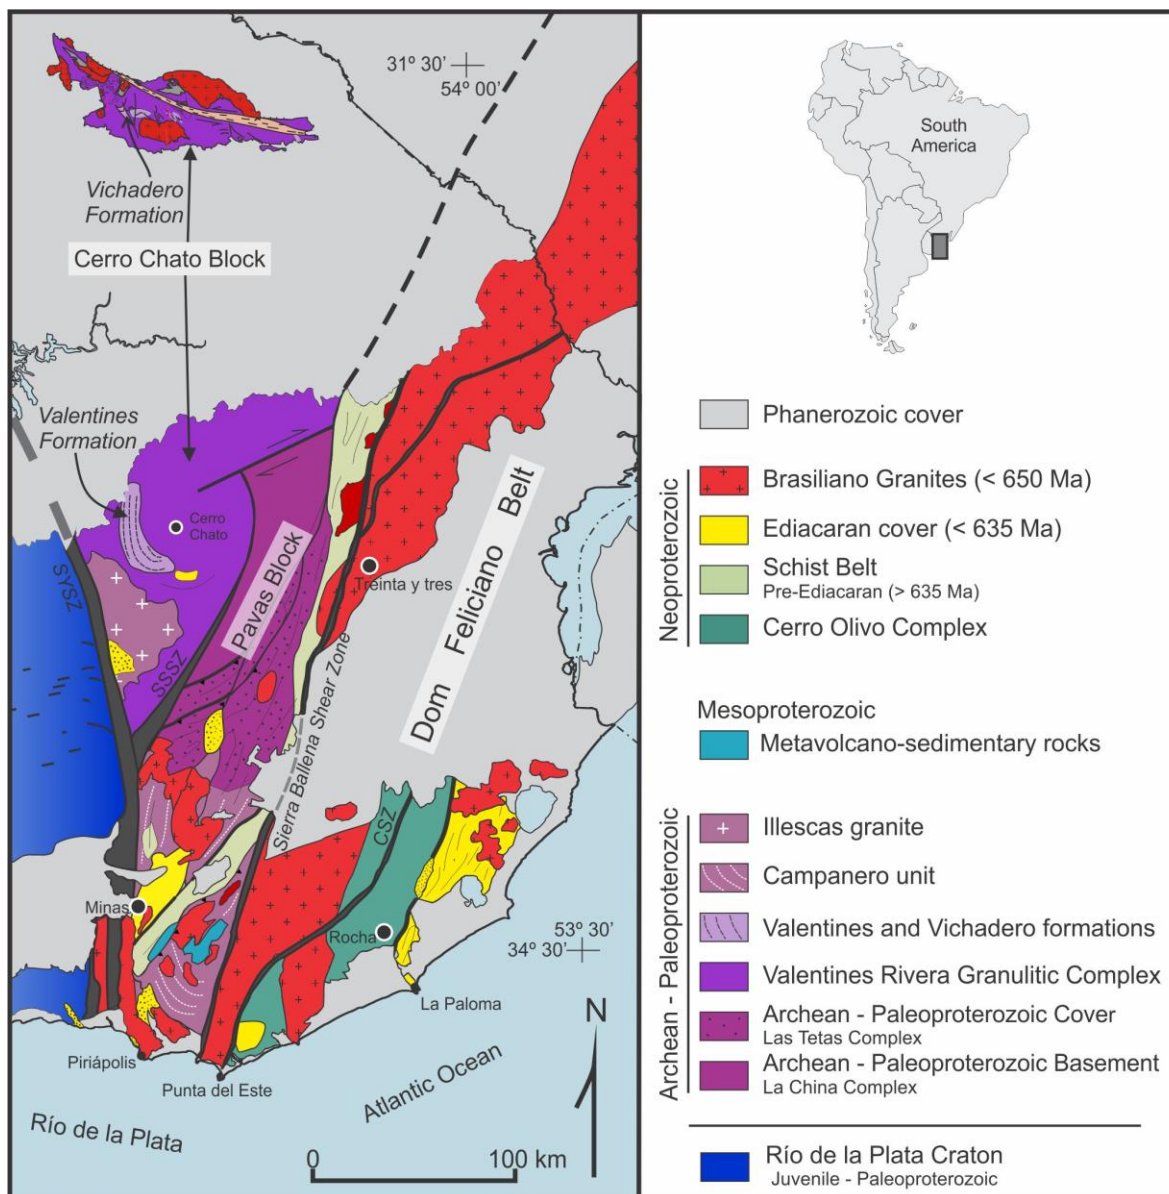 31º 30'
54º 00'
Vichadero
Formation
Cerro Chato Block
Valentines
Formation
Cerro
Chato
SYSZ
SSSZ
Pavas Block
Treinta y tres
Sierra Ballena Shear Zone
Dom Feliciano Belt
CSZ
Minas
Rocha
53º 30'
34º 30'
La Paloma
Piriápolis
Punta del Este
Atlantic Ocean
Río de la Plata
N
0
100 km
South
America
Phanerozoic cover
Neoproterozoic
Brasiliano Granites (< 650 Ma)
Ediacaran cover (< 635 Ma)
Schist Belt
Pre-Ediacaran (> 635 Ma)
Cerro Olivo Complex
Mesoproterozoic
Metavolcano-sedimentary rocks
Archean - Paleoproterozoic
Illescas granite
Campanero unit
Valentines and Vichadero formations
Valentines Rivera Granulitic Complex
Archean - Paleoproterozoic Cover
Las Tetas Complex
Archean - Paleoproterozoic Basement
La China Complex
Río de la Plata Craton
Juvenile - Paleoproterozoic